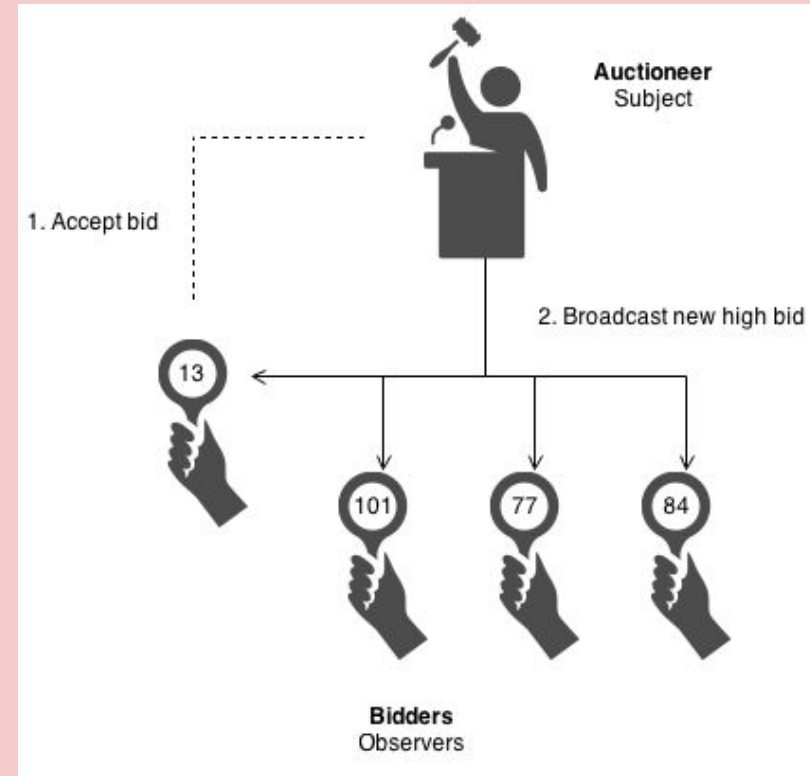 Auctioneer
Subject
1. Accept bid
2. Broadcast new high bid
13
101
77
84
Bidders
Observers